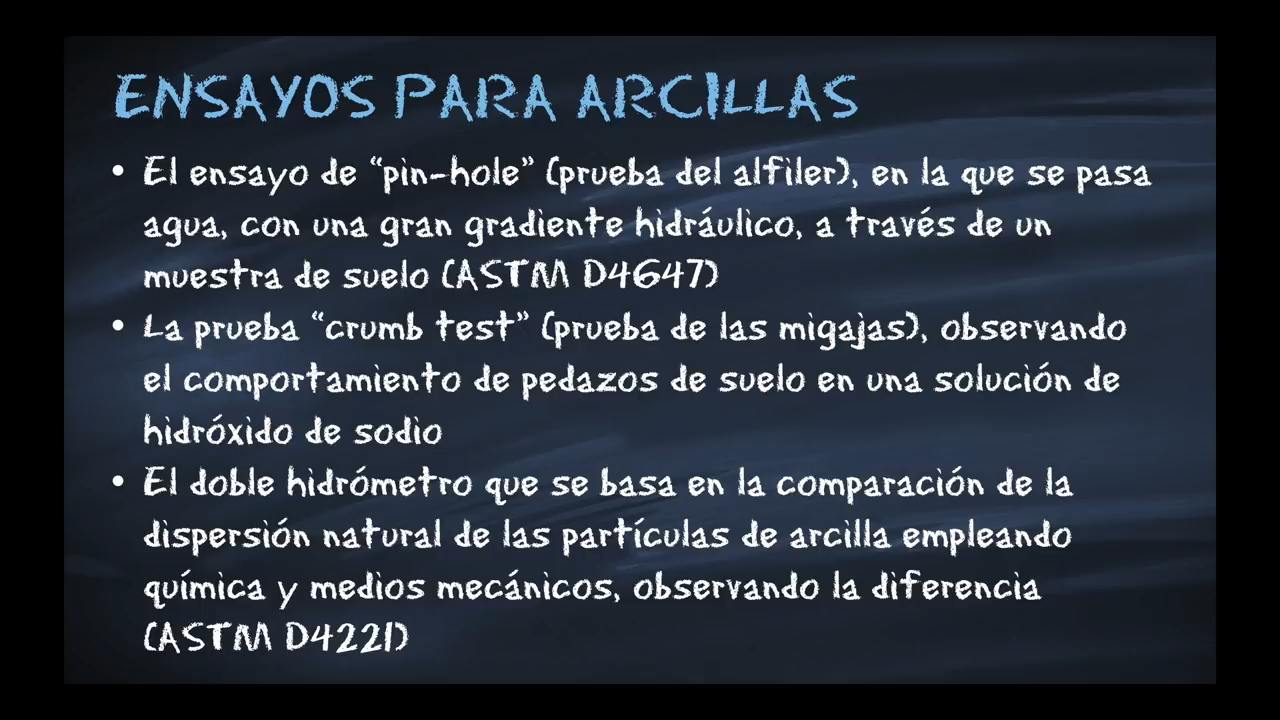 ENSAYOS PARA ARCILLAS
• El ensayo de “pin-hole” (prueba del alfiler), en la que se pasa
agua, con una gran gradiente hidráulico, a través de un
muestra de suelo (ASTM D4647)
• La prueba “crumb test” (prueba de las migajas), observando
el comportamiento de pedazos de suelo en una solución de
hidróxido de sodio
• El doble hidrómetro que se basa en la comparación de la
dispersión natural de las partículas de arcilla empleando
química y medios mecánicos, observando la diferencia
(ASTM D4221)